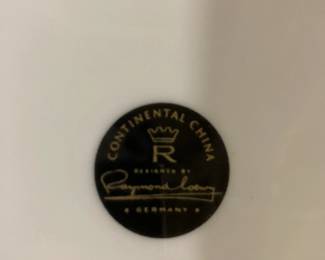 CONTINENTAL CHINA
R
DESIGNED BY
Raymond Loewy
GERMANY